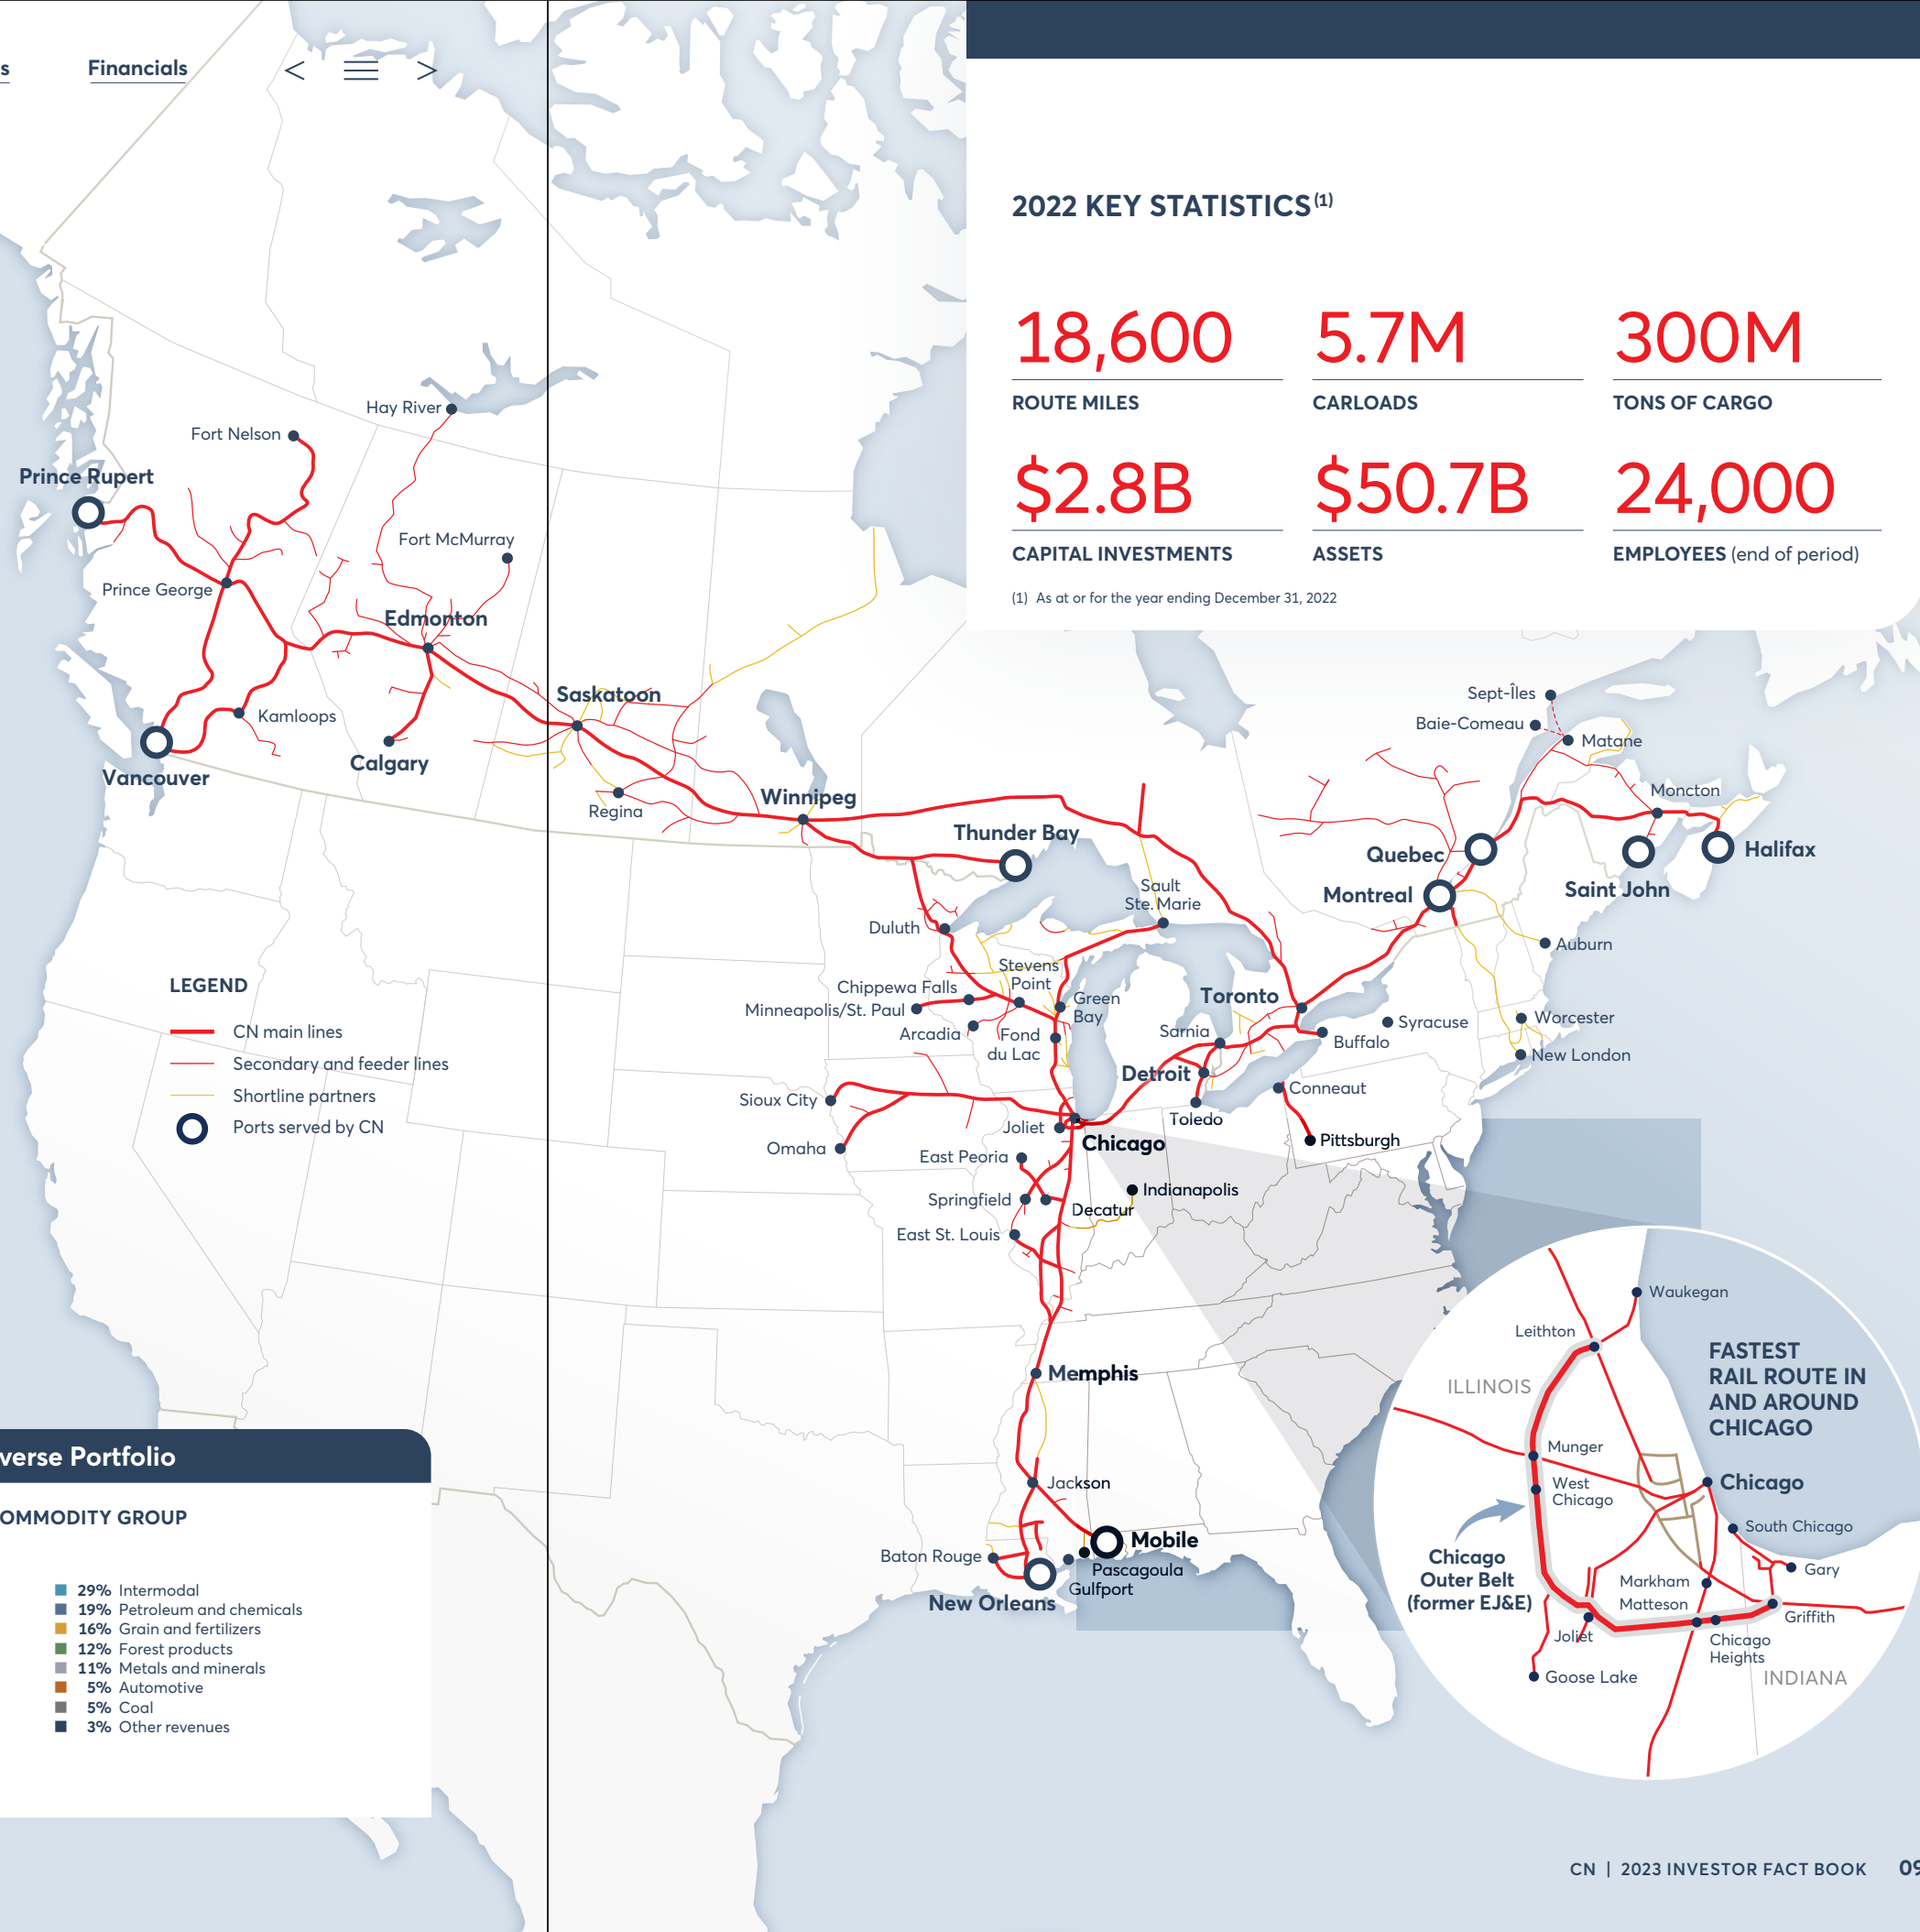 s
Financials
2022 KEY STATISTICS(1)
18,600
ROUTE MILES
5.7M
CARLOADS
300M
TONS OF CARGO
$2.8B
CAPITAL INVESTMENTS
$50.7B
ASSETS
24,000
EMPLOYEES (end of period)
(1) As at or for the year ending December 31, 2022
Hay River
Fort Nelson
Prince Rupert
Fort McMurray
Prince George
Edmonton
Saskatoon
Kamloops
Calgary
Vancouver
Regina
Winnipeg
Thunder Bay
Sept-Îles
Baie-Comeau
Matane
Moncton
Quebec
Halifax
Montreal
Saint John
Sault
Ste. Marie
Duluth
Auburn
Stevens
Point
Chippewa Falls
Minneapolis/St. Paul
Green
Bay
Arcadia
Fond
du Lac
Toronto
Sarnia
Buffalo
Syracuse
Worcester
New London
Detroit
Conneaut
Toledo
Pittsburgh
Sioux City
Omaha
Joliet
Chicago
East Peoria
Springfield
Indianapolis
Decatur
East St. Louis
Memphis
Jackson
Mobile
Baton Rouge
Pascagoula
Gulfport
New Orleans
LEGEND
CN main lines
Secondary and feeder lines
Shortline partners
Ports served by CN
verse Portfolio
OMMODITY GROUP
29% Intermodal
19% Petroleum and chemicals
16% Grain and fertilizers
12% Forest products
11% Metals and minerals
5% Automotive
5% Coal
3% Other revenues
Waukegan
Leithton
FASTEST
RAIL ROUTE IN
AND AROUND
CHICAGO
ILLINOIS
Munger
West
Chicago
Chicago
South Chicago
Chicago
Outer Belt
(former EJ&E)
Gary
Markham
Matteson
Griffith
Joliet
Chicago
Heights
Goose Lake
INDIANA
CN | 2023 INVESTOR FACT BOOK 09